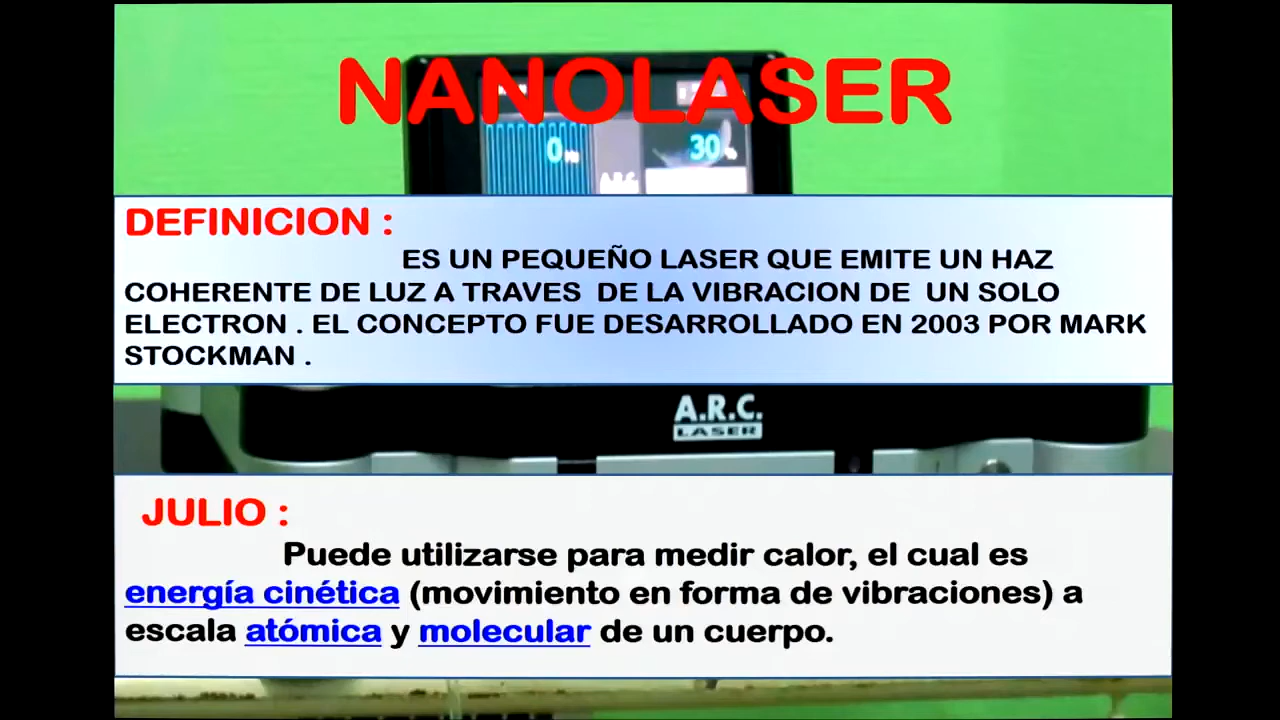 NANOLASER
0
30 %
A.R.C.
DEFINICION :
ES UN PEQUEÑO LASER QUE EMITE UN HAZ
COHERENTE DE LUZ A TRAVES DE LA VIBRACION DE UN SOLO
ELECTRON . EL CONCEPTO FUE DESARROLLADO EN 2003 POR MARK
STOCKMAN .
A.R.C.
LASER
JULIO :
Puede utilizarse para medir calor, el cual es
energía cinética (movimiento en forma de vibraciones) a
escala atómica y molecular de un cuerpo.